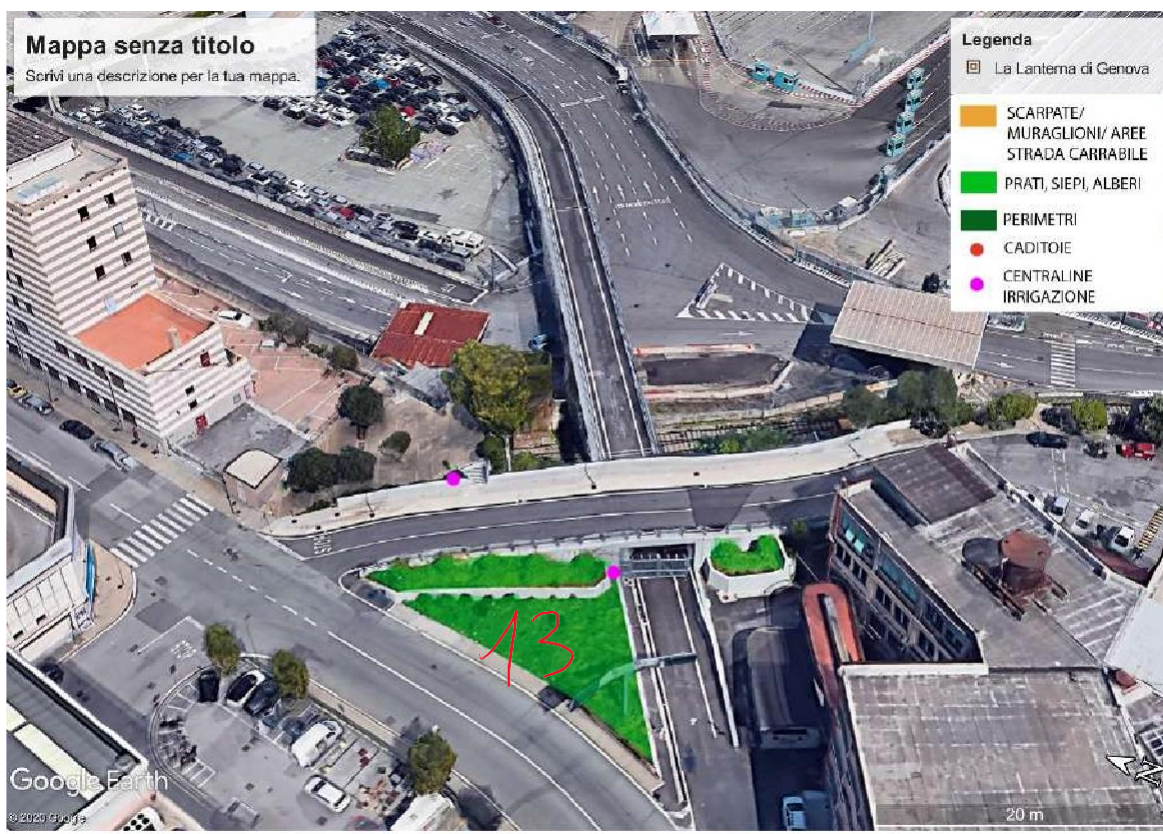 Mappa senza titolo
Scrivi una descrizione per la tua mappa.
Legenda
La Lanterna di Genova
SCARPATE/
MURAGLIONI/ AREE
STRADA CARRABILE
PRATI, SIEPI, ALBERI
PERIMETRI
CADITOIE
CENTRALINE
IRRIGAZIONE
STOP
13
Google Earth
© 2020 Google
20 m